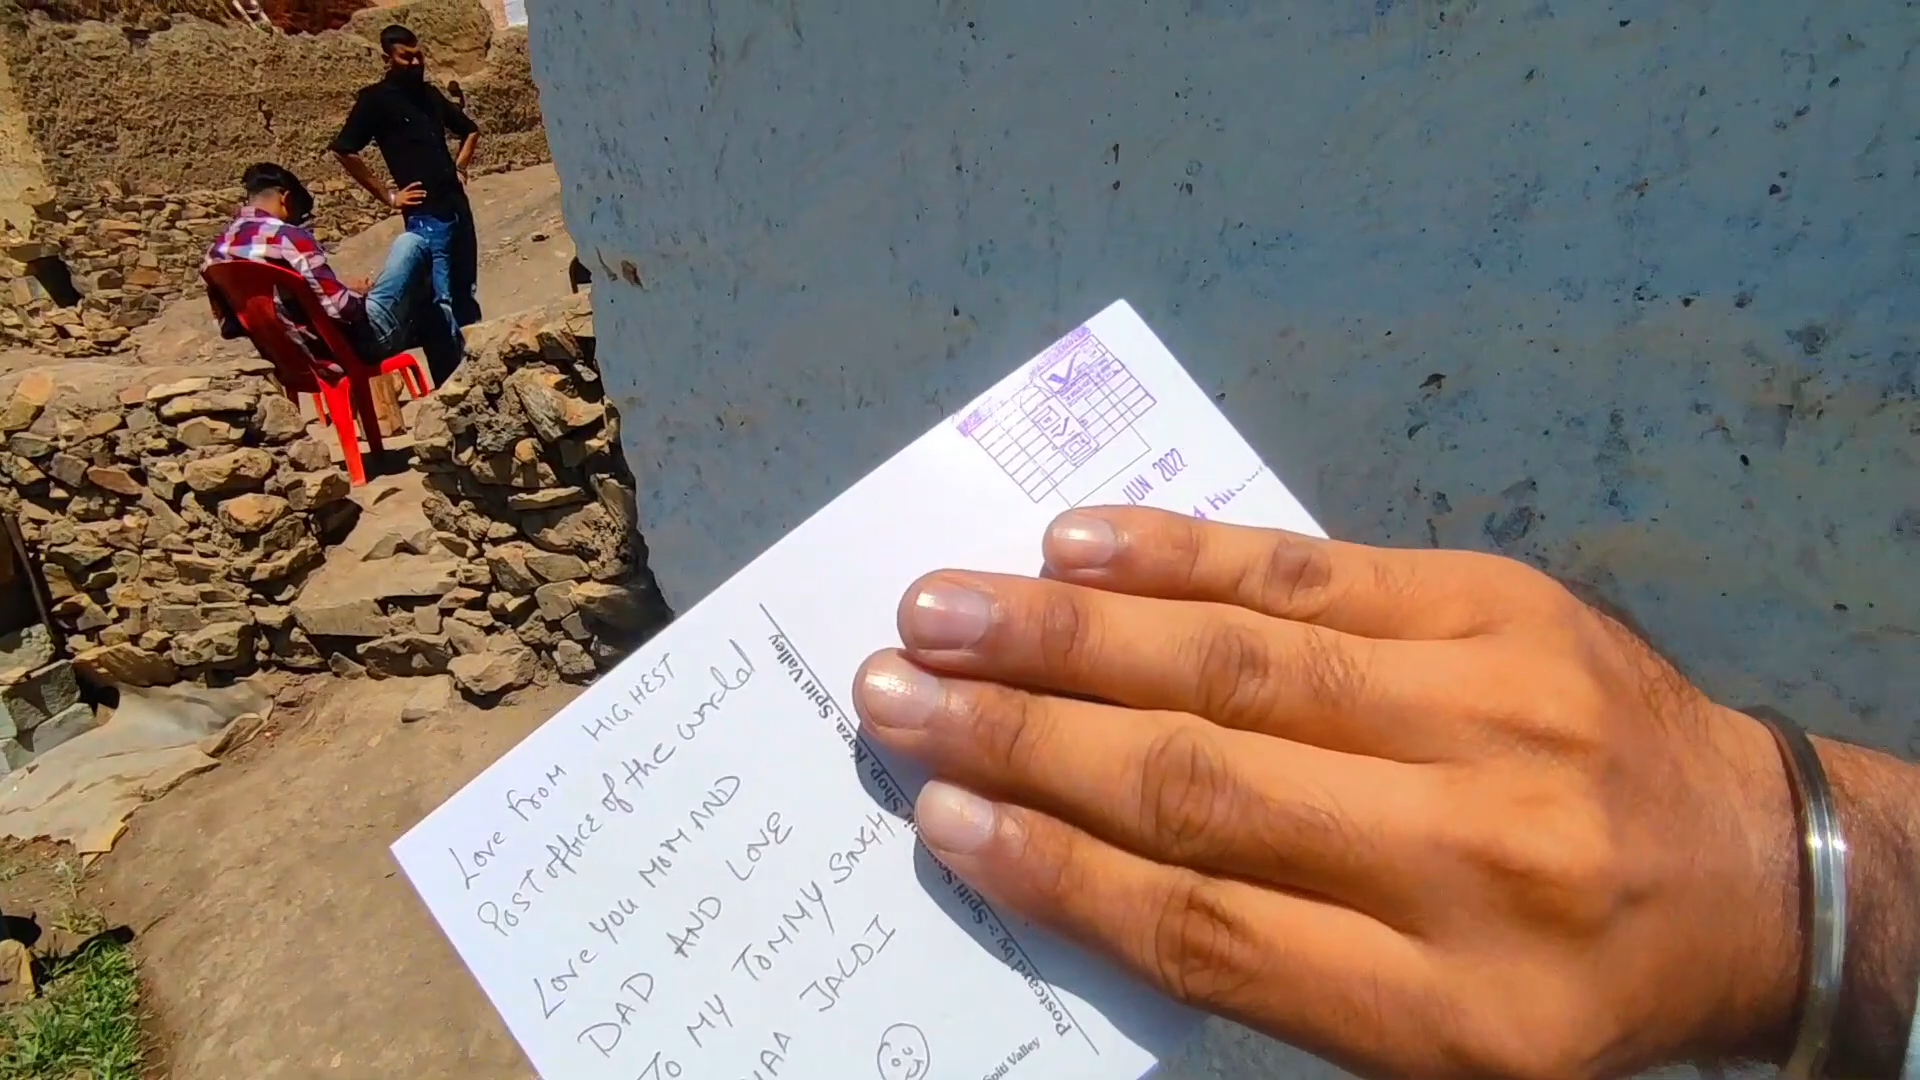 Love from HIGHEST
POST office of the world
Love you MOM AND
DAD AND LOVE
TO MY TOMMY SINGH
JALDI
Postcard by :- Spiti
Shop, Kaza, Spiti Valley
Spiti Valley
JUN 2022